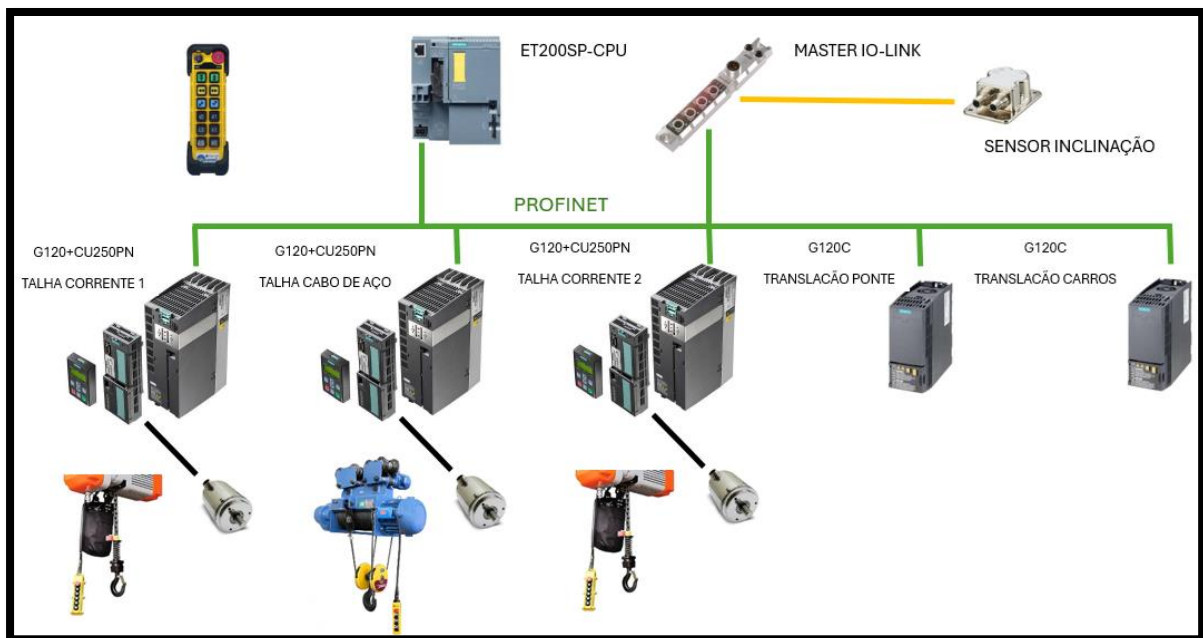 ET200SP-CPU
MASTER IO-LINK
SENSOR INCLINAÇÃO
PROFINET
G120+CU250PN
TALHA CORRENTE 1
G120+CU250PN
TALHA CABO DE AÇO
G120+CU250PN
TALHA CORRENTE 2
G120C
TRANSLACÃO PONTE
G120C
TRANSLACÃO CARROS